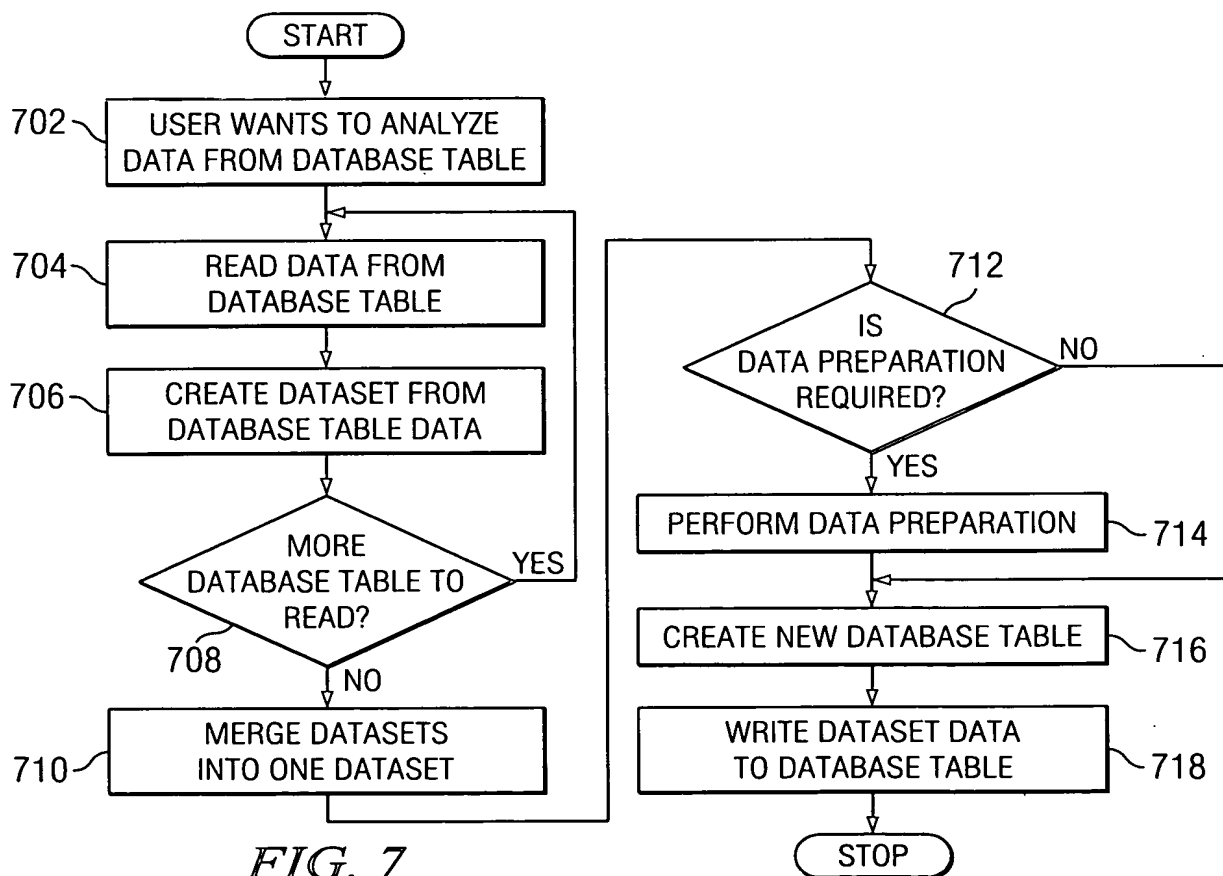 START
702
USER WANTS TO ANALYZE
DATA FROM DATABASE TABLE
704
READ DATA FROM
DATABASE TABLE
706
CREATE DATASET FROM
DATABASE TABLE DATA
MORE
DATABASE TABLE TO
READ?
YES
708
NO
710
MERGE DATASETS
INTO ONE DATASET
712
IS
DATA PREPARATION
REQUIRED?
NO
YES
PERFORM DATA PREPARATION
714
CREATE NEW DATABASE TABLE
716
WRITE DATASET DATA
TO DATABASE TABLE
718
STOP
FIG. 7